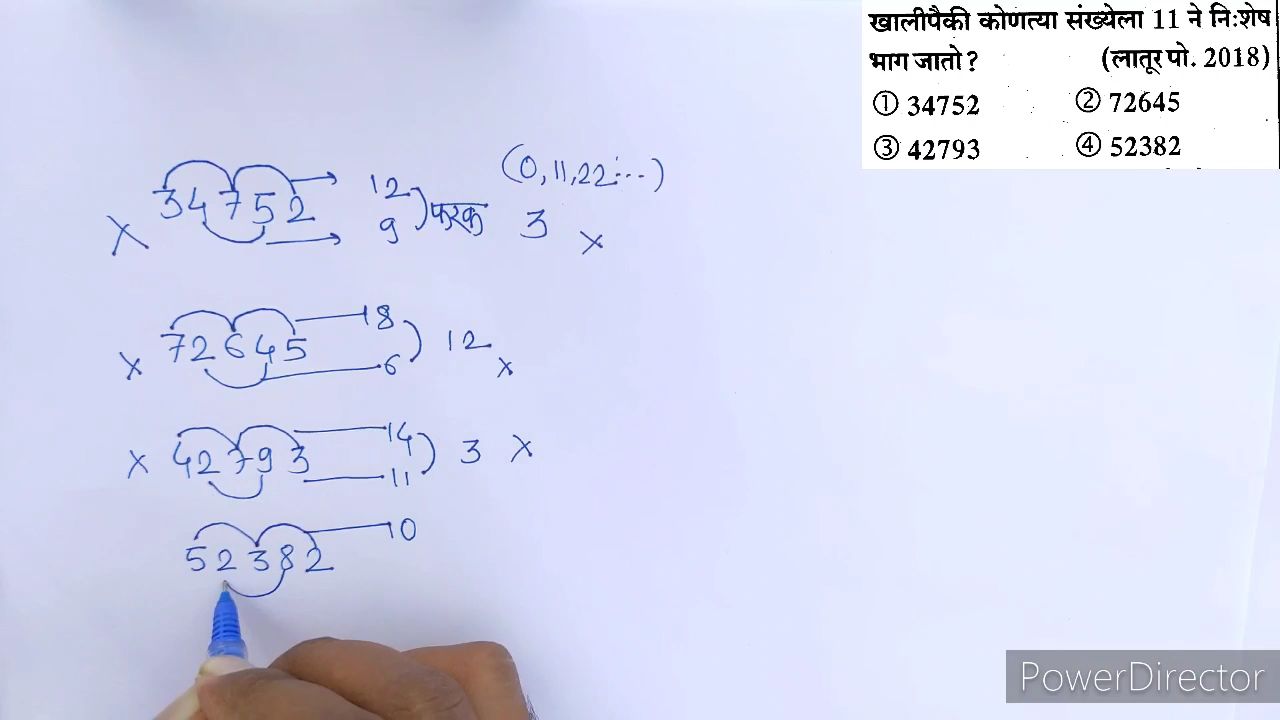 खालीपैकी कोणत्या संख्येला 11 ने नि:शेष
भाग जातो? (लातूर पो. 2018)
① 34752 ② 72645
③ 42793 ④ 52382
(0, 11, 22 ...)
34752 12
9 फरक 3 x
x
72645 18
6 12 x
x
42793 14
11 3 x
x
52382 10
PowerDirector